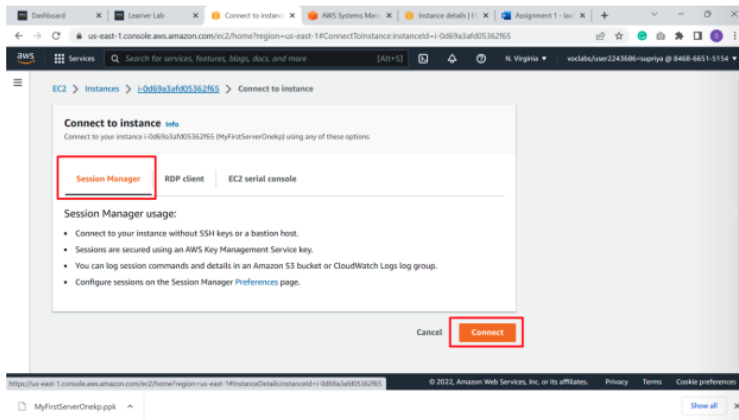 Dashboard
Learner Lab
Connect to instance
AWS Systems Mana
Instance details | E
Assignment 1 - las
us-east-1.console.aws.amazon.com/ec2/home?region=us-east-1#ConnectToInstance:instanceId=i-0d69a3afd05362f65
aws
Services
Search for services, features, blogs, docs, and more
[Alt+S]
N. Virginia
voclabs/user2243686=supriya @ 8468-6651-5154
EC2 > Instances > i-0d69a3afd05362f65 > Connect to instance
Connect to instance Info
Connect to your instance i-0d69a3afd05362f65 (MyFirstServerOnekp) using any of these options
Session Manager
RDP client
EC2 serial console
Session Manager usage:
• Connect to your instance without SSH keys or a bastion host.
• Sessions are secured using an AWS Key Management Service key.
• You can log session commands and details in an Amazon S3 bucket or CloudWatch Logs log group.
• Configure sessions on the Session Manager Preferences page.
Cancel
Connect
https://us-east-1.console.aws.amazon.com/ec2/home?region=us-east-1#InstanceDetails:instanceId=i-0d69a3afd05362f65
© 2022, Amazon Web Services, Inc. or its affiliates.
Privacy
Terms
Cookie preferences
MyFirstServerOnekp.ppk
Show all